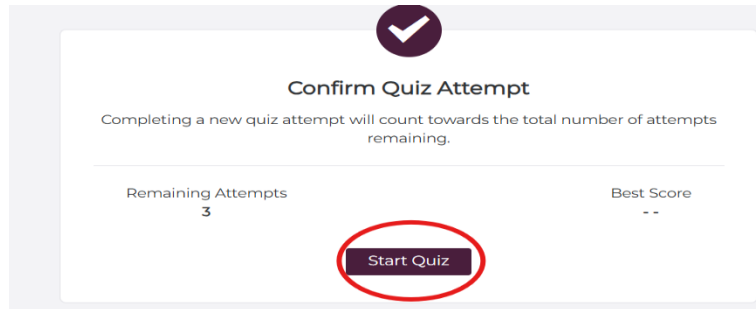 Confirm Quiz Attempt
Completing a new quiz attempt will count towards the total number of attempts
remaining.
Remaining Attempts
3
Best Score
- -
Start Quiz